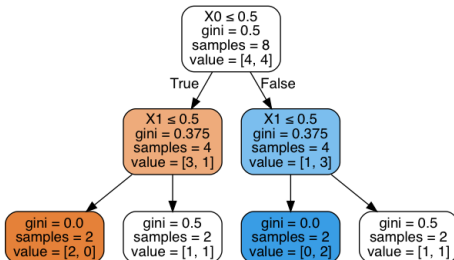 X0 ≤ 0.5
gini = 0.5
samples = 8
value = [4, 4]
True
False
X1 ≤ 0.5
gini = 0.375
samples = 4
value = [3, 1]
X1 ≤ 0.5
gini = 0.375
samples = 4
value = [1, 3]
gini = 0.0
samples = 2
value = [2, 0]
gini = 0.5
samples = 2
value = [1, 1]
gini = 0.0
samples = 2
value = [0, 2]
gini = 0.5
samples = 2
value = [1, 1]